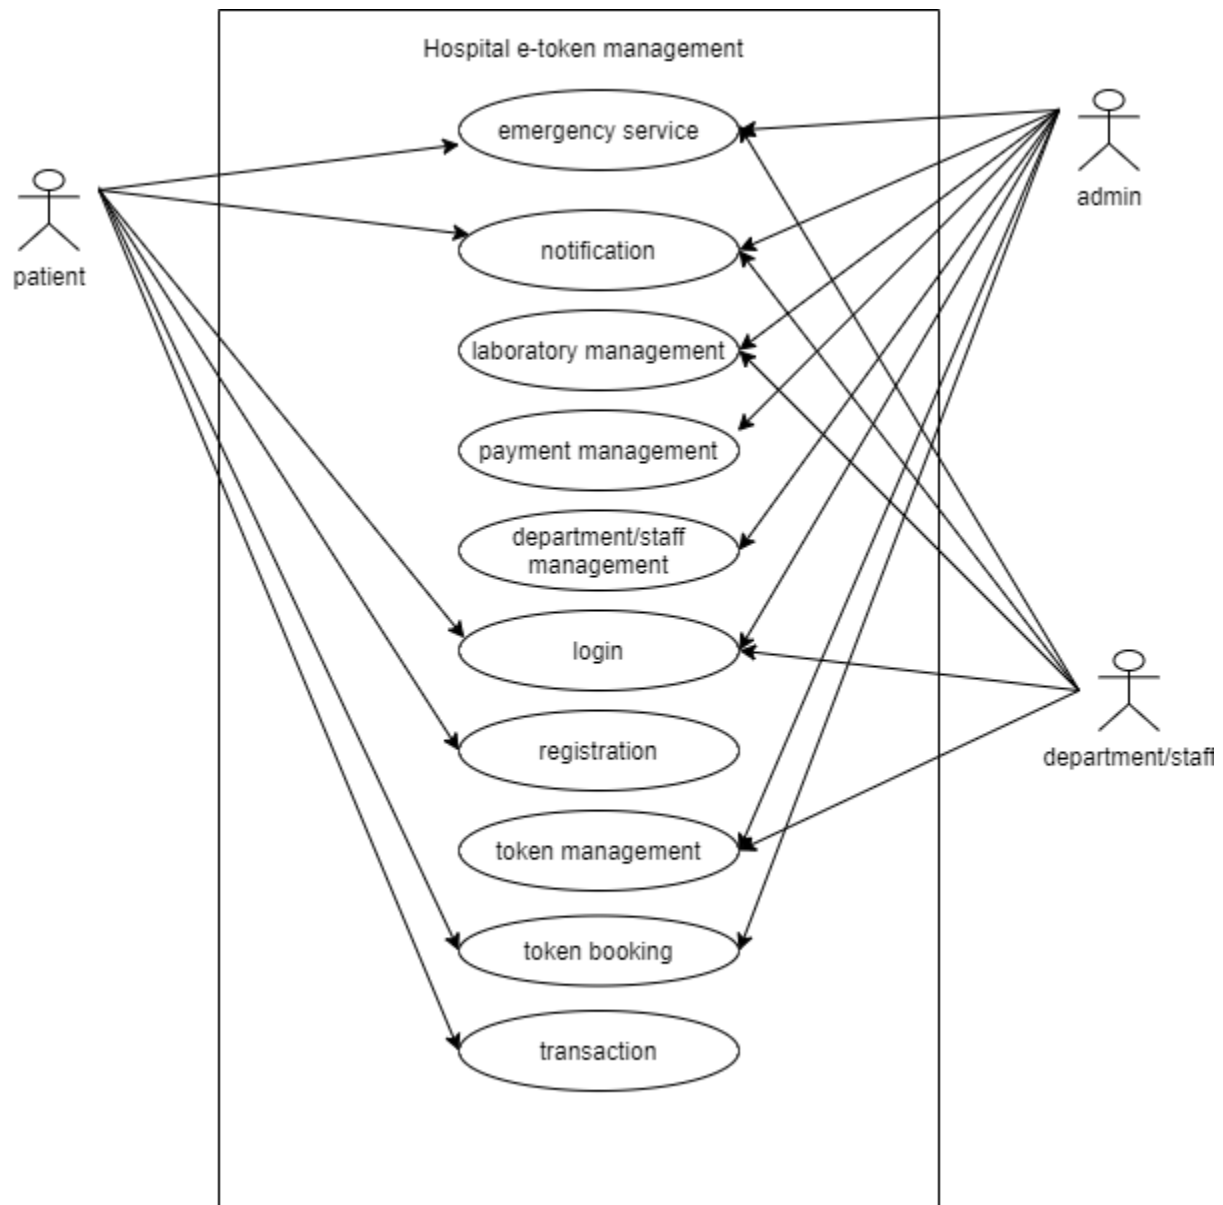 Hospital e-token management
emergency service
admin
patient
notification
laboratory management
payment management
department/staff
management
login
registration
department/staff
token management
token booking
transaction